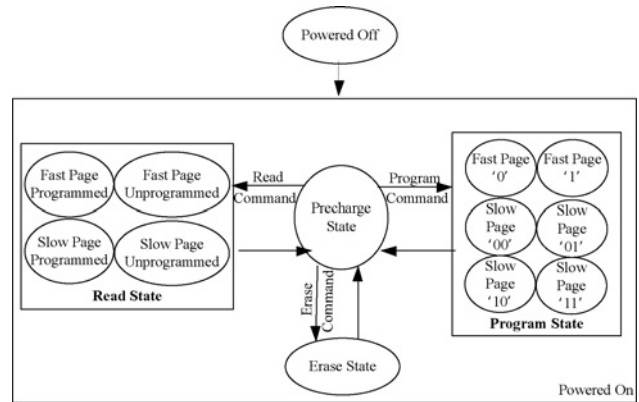 Powered Off
Fast Page
Programmed
Fast Page
Unprogrammed
Slow Page
Programmed
Slow Page
Unprogrammed
Read State
Read
Command
Precharge
State
Program
Command
Erase
Command
Erase State
Fast Page
'0'
Fast Page
'1'
Slow
Page
'00'
Slow
Page
'01'
Slow
Page
'10'
Slow
Page
'11'
Program State
Powered On